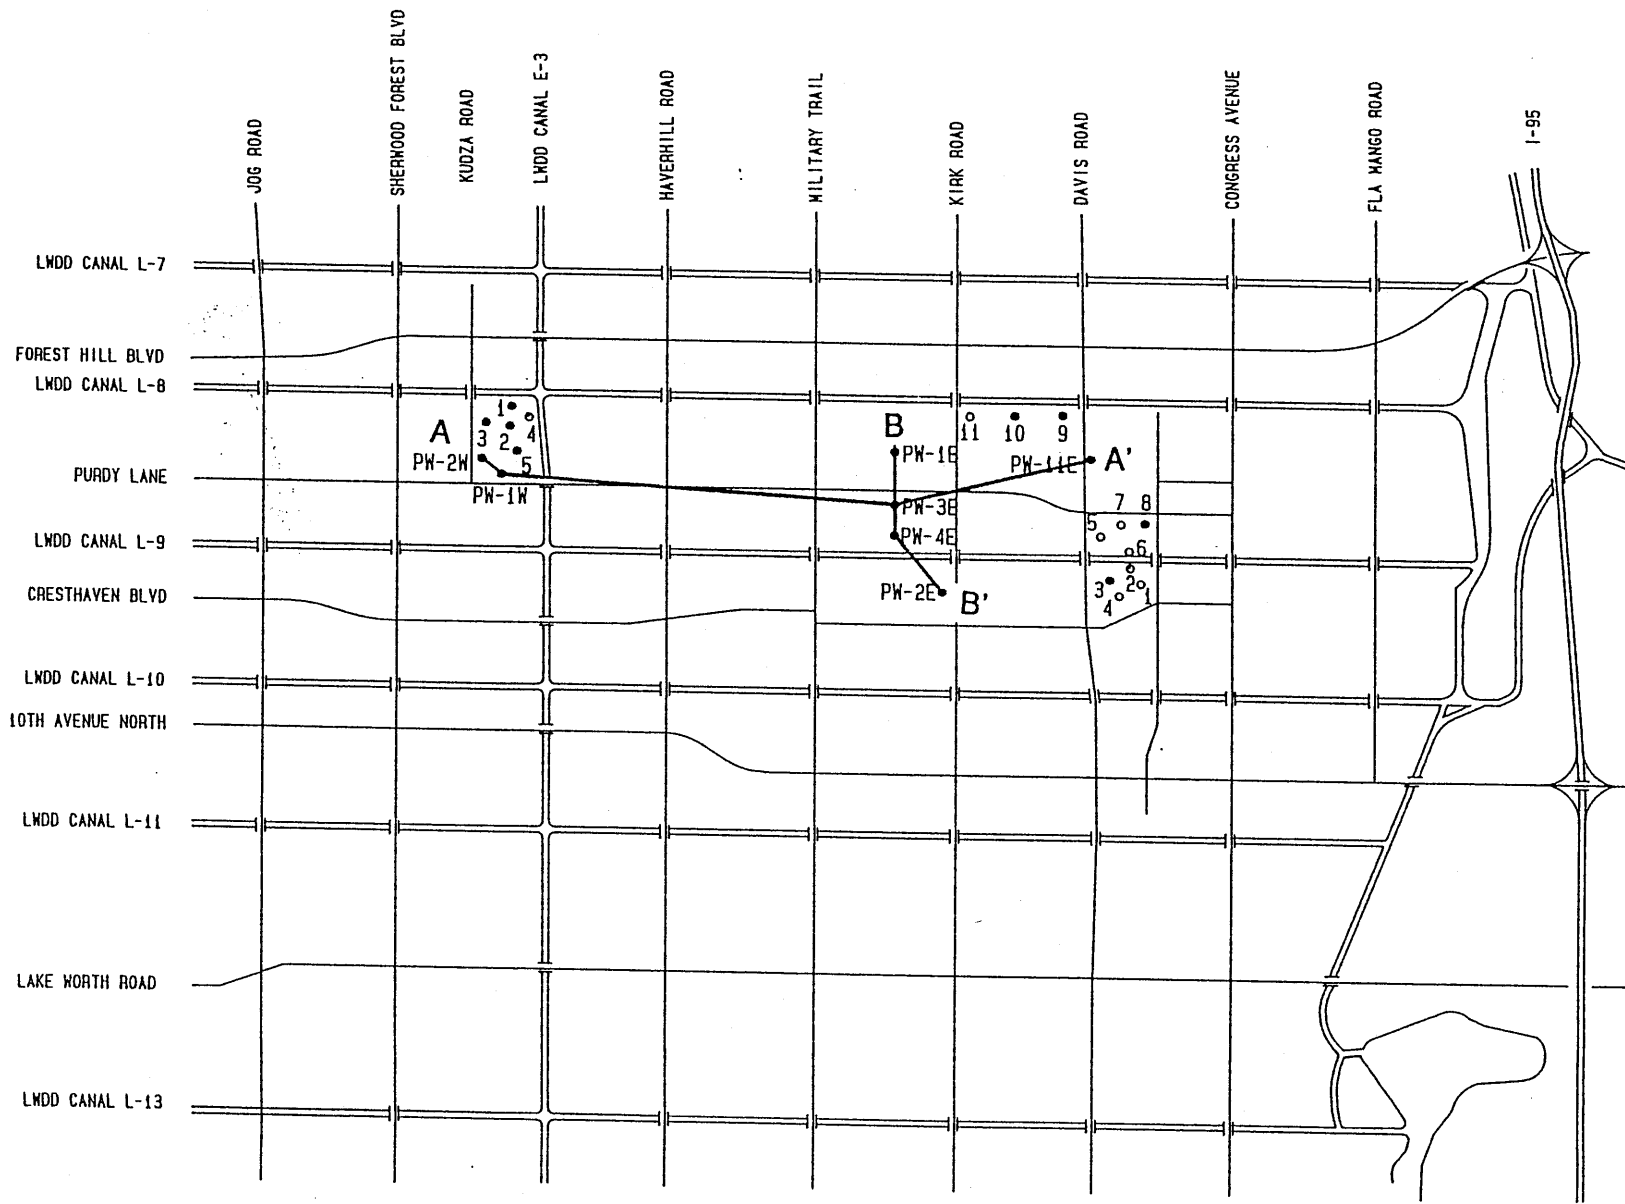 JOG ROAD
SHERWOOD FOREST BLVD
KUDZA ROAD
LWDD CANAL E-3
HAVERHILL ROAD
MILITARY TRAIL
KIRK ROAD
DAVIS ROAD
CONGRESS AVENUE
FLA MANGO ROAD
I-95
LWDD CANAL L-7
FOREST HILL BLVD
LWDD CANAL L-8
PURDY LANE
LWDD CANAL L-9
CRESTHAVEN BLVD
LWDD CANAL L-10
10TH AVENUE NORTH
LWDD CANAL L-11
LAKE WORTH ROAD
LWDD CANAL L-13
1
A
3
2
4
PW-2W
5
PW-1W
B
11
10
9
PW-1E
PW-11E
A'
PW-3E
7
8
5
PW-4E
6
PW-2E
B'
3
2
1
4